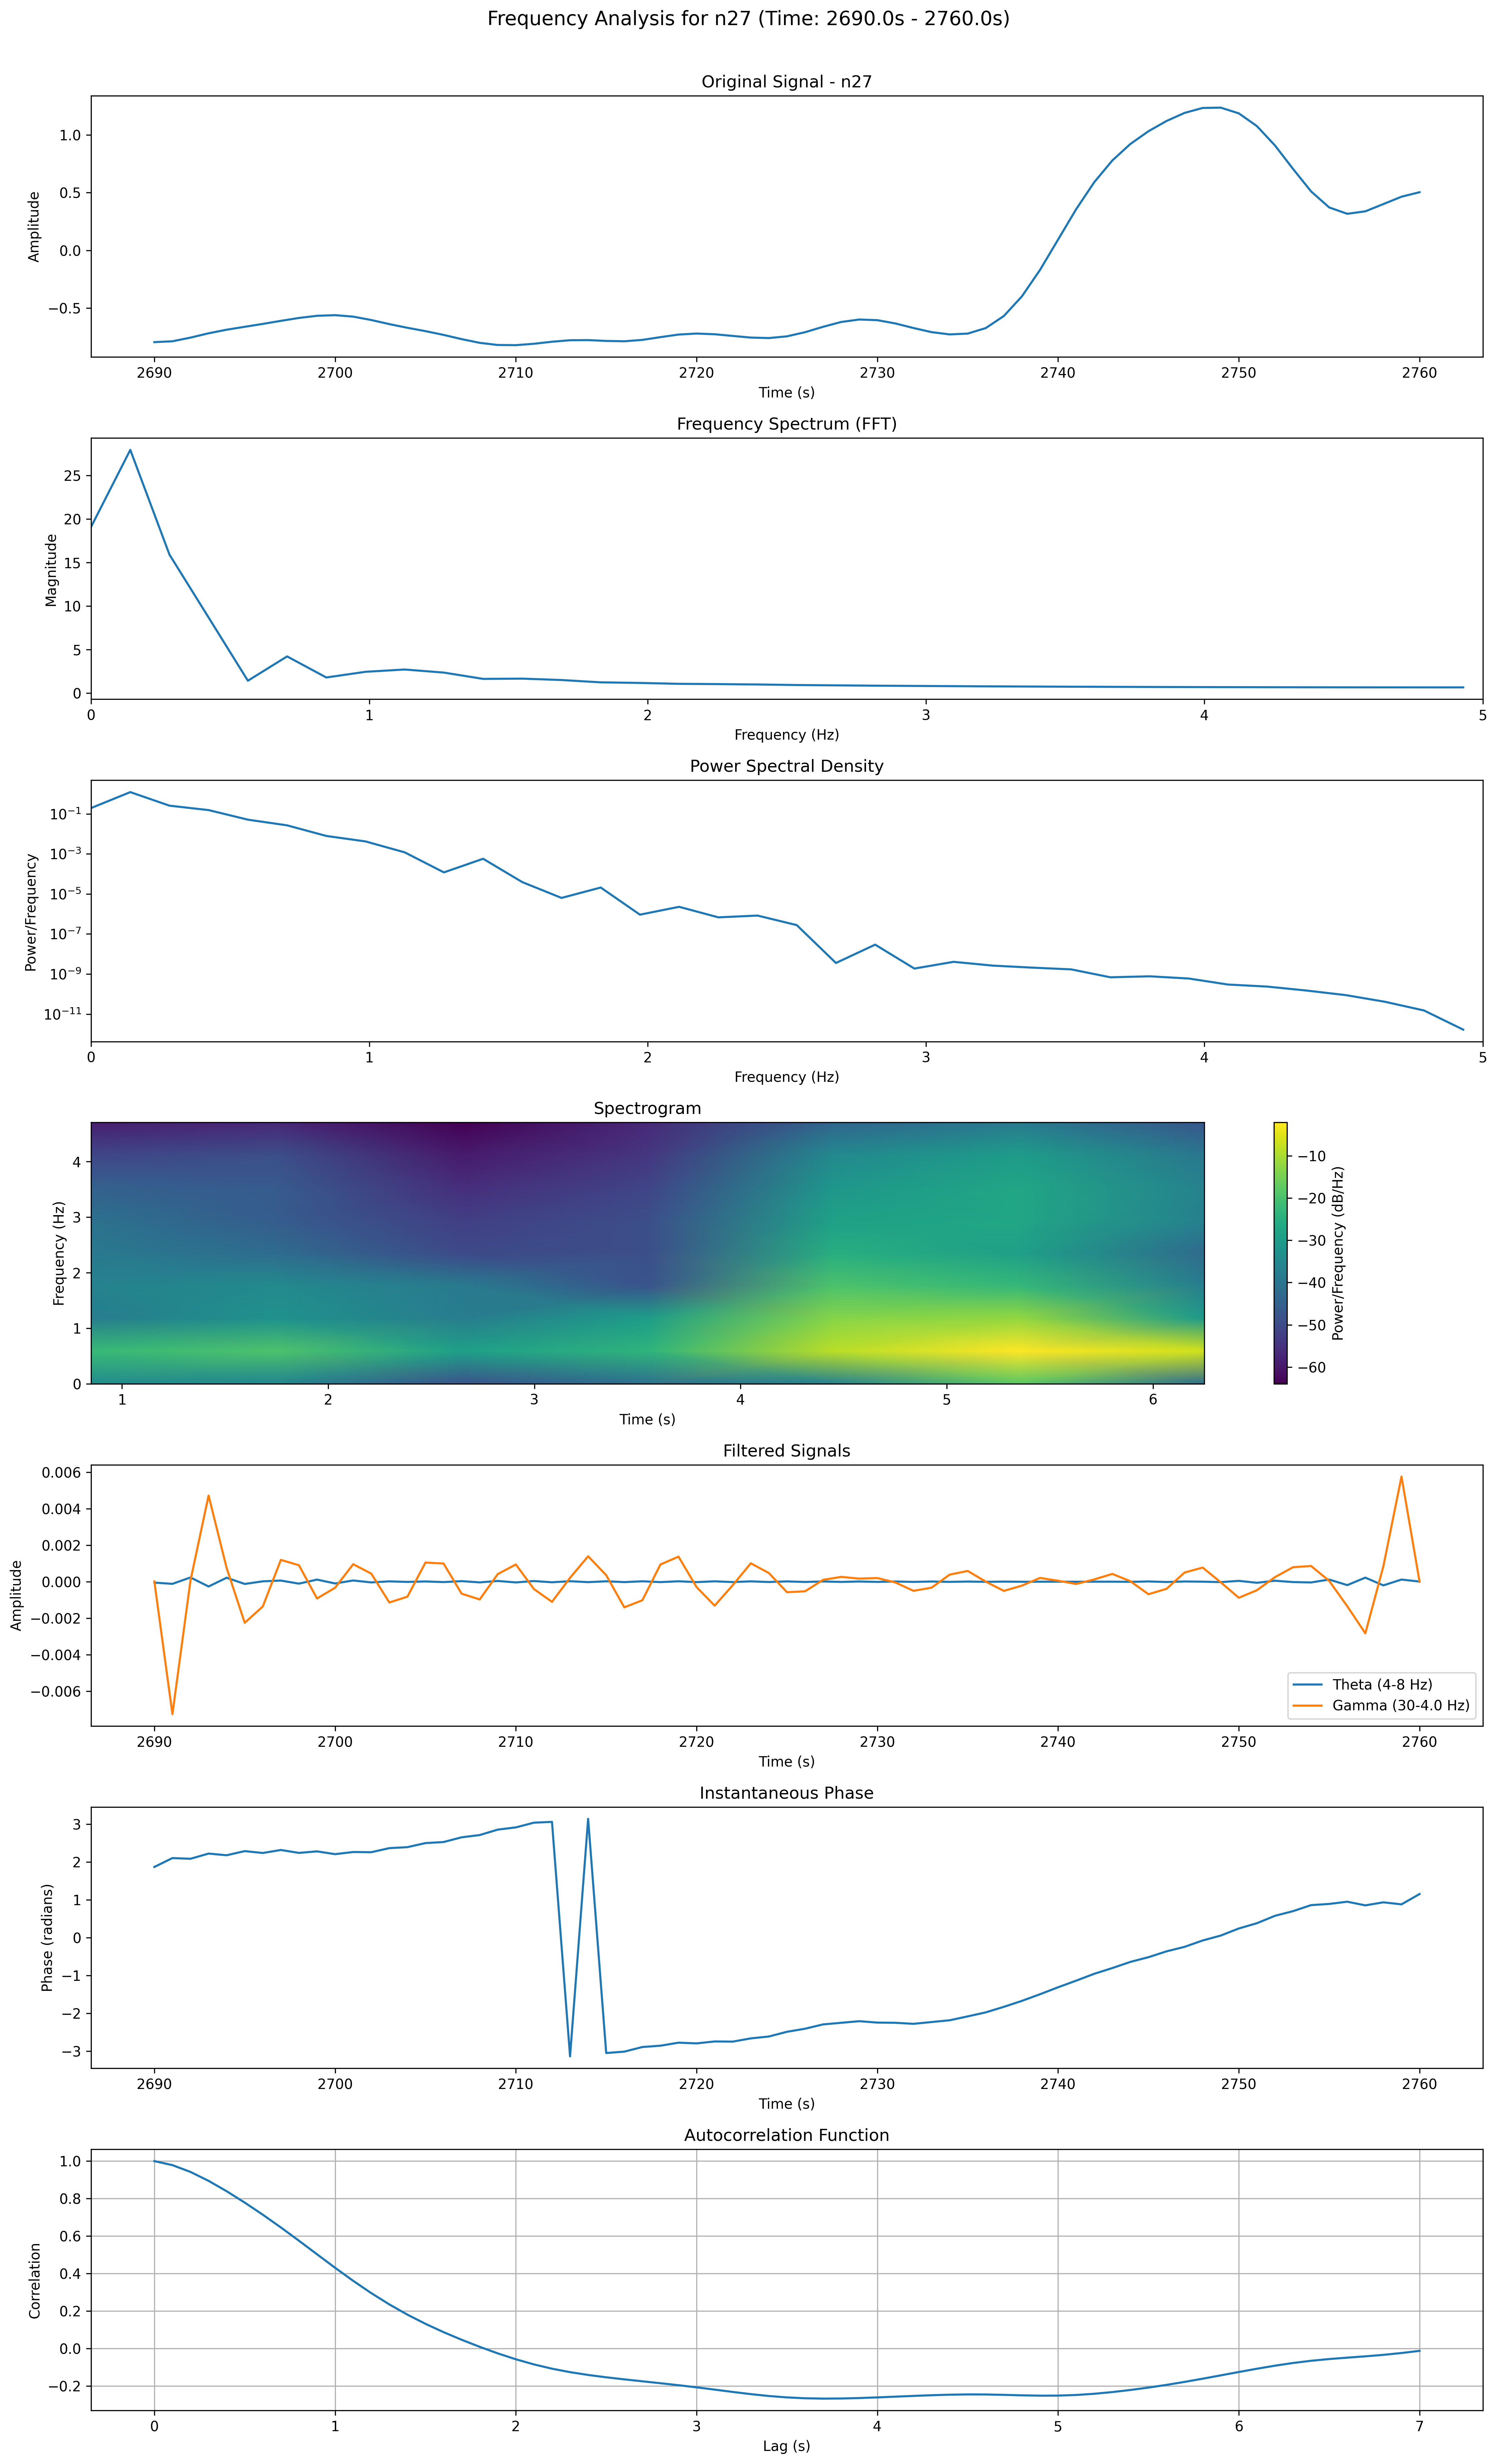 Frequency Analysis for n27 (Time: 2690.0s - 2760.0s)
Original Signal - n27
1.0
0.5
0.0
−0.5
Amplitude
2690 2700 2710 2720 2730 2740 2750 2760
Time (s)
Frequency Spectrum (FFT)
25
20
15
10
5
0
Magnitude
0 1 2 3 4 5
Frequency (Hz)
Power Spectral Density
10⁻¹
10⁻³
10⁻⁵
10⁻⁷
10⁻⁹
10⁻¹¹
Power/Frequency
0 1 2 3 4 5
Frequency (Hz)
Spectrogram
4
3
2
1
0
Frequency (Hz)
1 2 3 4 5 6
Time (s)
−10
−20
−30
−40
−50
−60
Power/Frequency (dB/Hz)
Filtered Signals
0.006
0.004
0.002
0.000
−0.002
−0.004
−0.006
Amplitude
Theta (4-8 Hz)
Gamma (30-4.0 Hz)
2690 2700 2710 2720 2730 2740 2750 2760
Time (s)
Instantaneous Phase
3
2
1
0
−1
−2
−3
Phase (radians)
2690 2700 2710 2720 2730 2740 2750 2760
Time (s)
Autocorrelation Function
1.0
0.8
0.6
0.4
0.2
0.0
−0.2
Correlation
0 1 2 3 4 5 6 7
Lag (s)